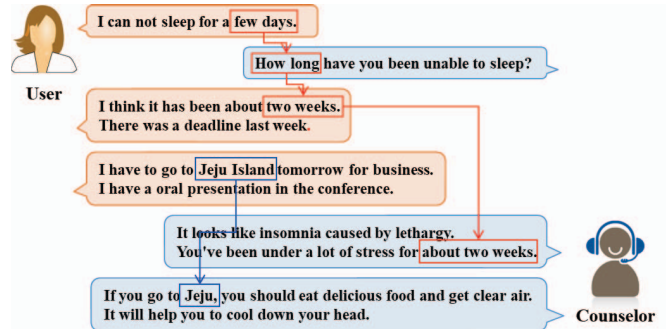 I can not sleep for a few days.
How long have you been unable to sleep?
User
I think it has been about two weeks.
There was a deadline last week.
I have to go to Jeju Island tomorrow for business.
I have a oral presentation in the conference.
It looks like insomnia caused by lethargy.
You've been under a lot of stress for about two weeks.
If you go to Jeju, you should eat delicious food and get clear air.
It will help you to cool down your head.
Counselor